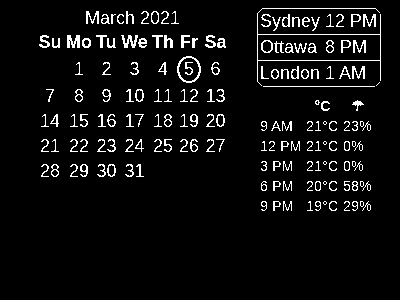 March 2021
Su Mo Tu We Th Fr Sa
1 2 3 4 5 6
7 8 9 10 11 12 13
14 15 16 17 18 19 20
21 22 23 24 25 26 27
28 29 30 31
Sydney 12 PM
Ottawa 8 PM
London 1 AM
°C ☂
9 AM 21°C 23%
12 PM 21°C 0%
3 PM 21°C 0%
6 PM 20°C 58%
9 PM 19°C 29%